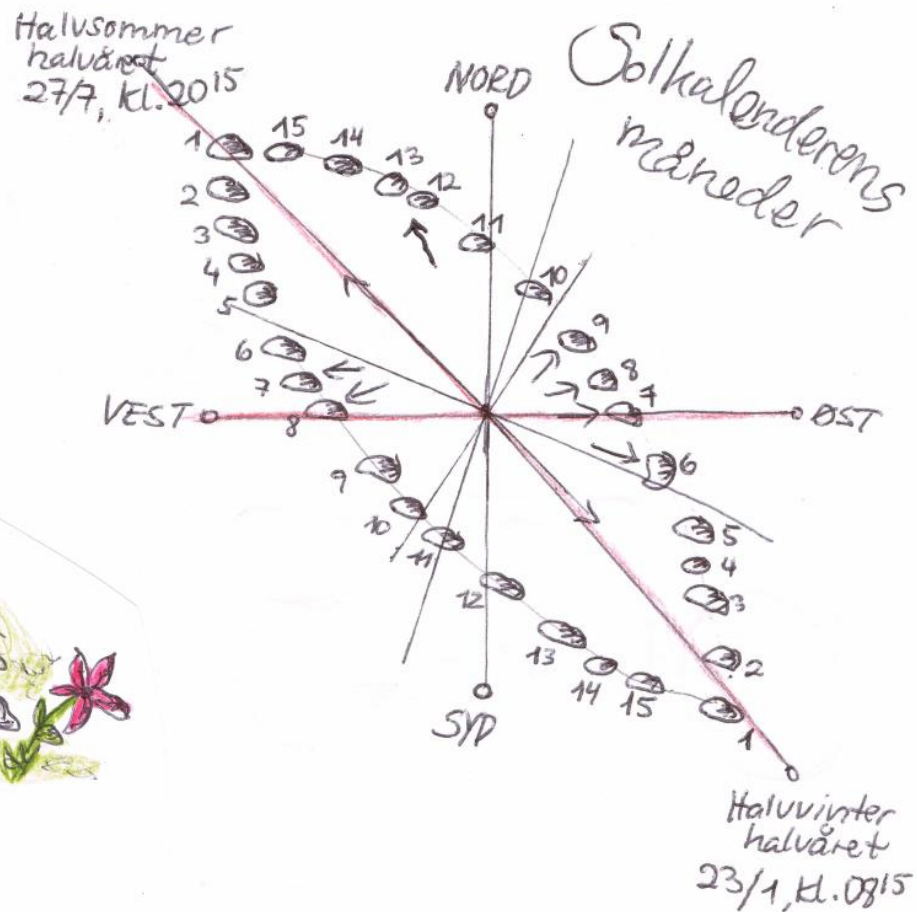 Halvsommer
halvåret
27/7, kl. 20¹⁵
Solkalenderens
måneder
NORD
1
15
14
13
12
2
11
3
10
4
5
9
6
8
7
7
VEST
ØST
8
6
9
10
5
11
4
12
3
13
2
14
15
1
SYD
Halvvinter
halvåret
23/1, kl. 08¹⁵